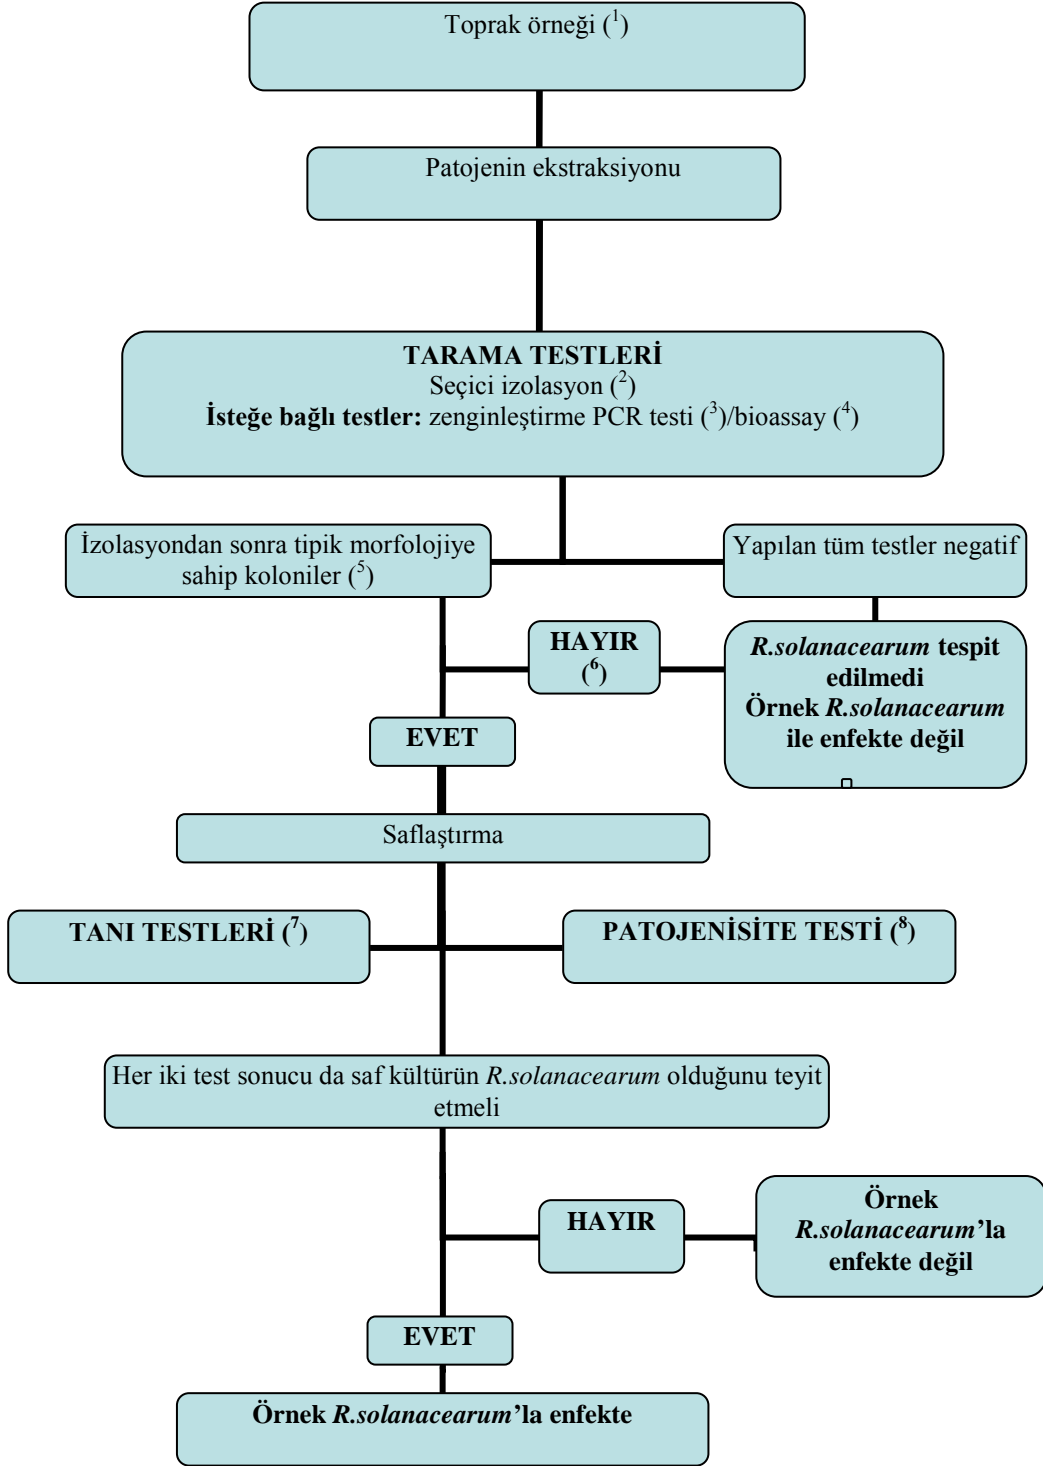 Toprak örneği (1)
Patojenin ekstraksiyonu
TARAMA TESTLERİ
Seçici izolasyon (2)
İsteğe bağlı testler: zenginleştirme PCR testi (3)/bioassay (4)
İzolasyondan sonra tipik morfolojiye
sahip koloniler (5)
Yapılan tüm testler negatif
HAYIR
(6)
R.solanacearum tespit
edilmedi
Örnek R.solanacearum
ile enfekte değil
EVET
Saflaştırma
TANI TESTLERİ (7)
PATOJENİSİTE TESTİ (8)
Her iki test sonucu da saf kültürün R.solanacearum olduğunu teyit
etmeli
HAYIR
Örnek
R.solanacearum’la
enfekte değil
EVET
Örnek R.solanacearum’la enfekte